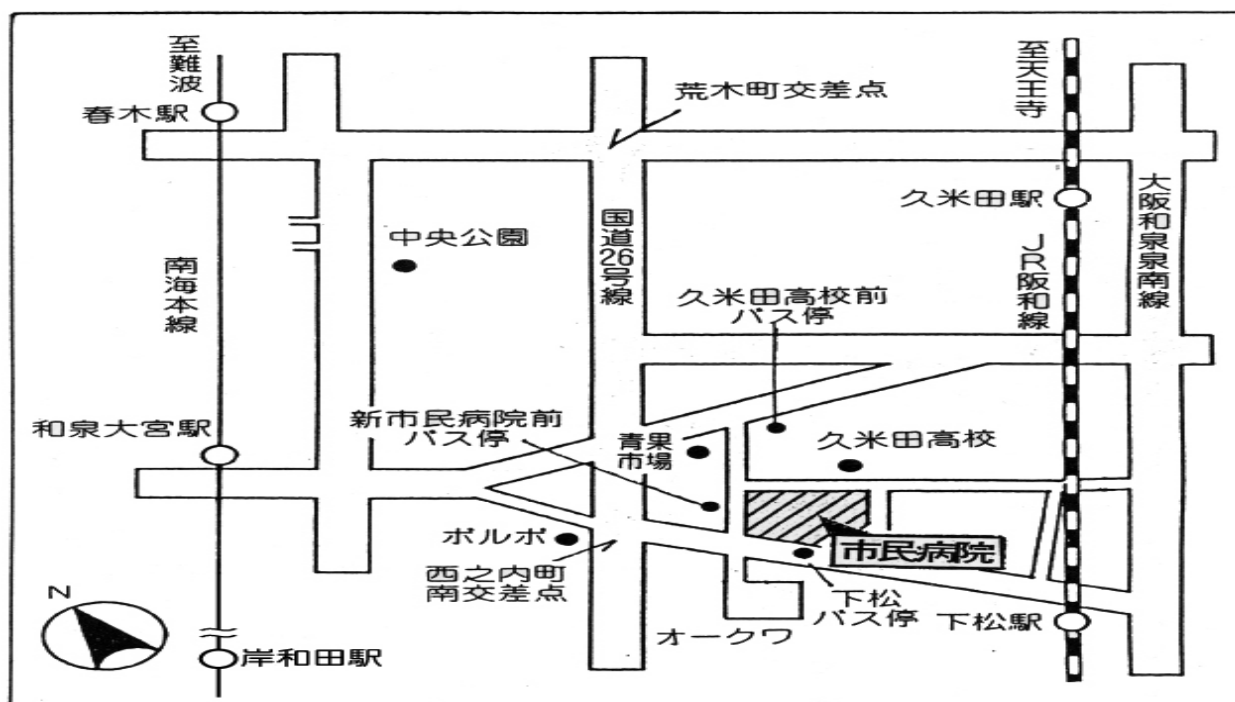 至難波
春木駅
荒木町交差点
至天王寺
久米田駅
大阪和泉泉南線
中央公園
国道26号線
南海本線
JR阪和線
久米田高校前
バス停
和泉大宮駅
新市民病院前
バス停
青果
市場
久米田高校
ボルボ
西之内町
南交差点
市民病院
下松
バス停
下松駅
オークワ
N
岸和田駅